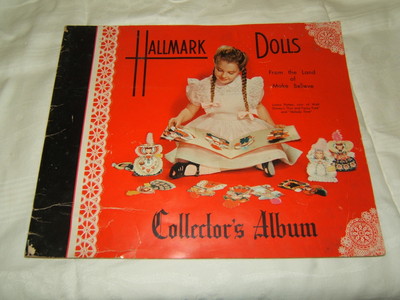 HALLMARK DOLLS
From the Land
of
Make Believe
Collector's Album